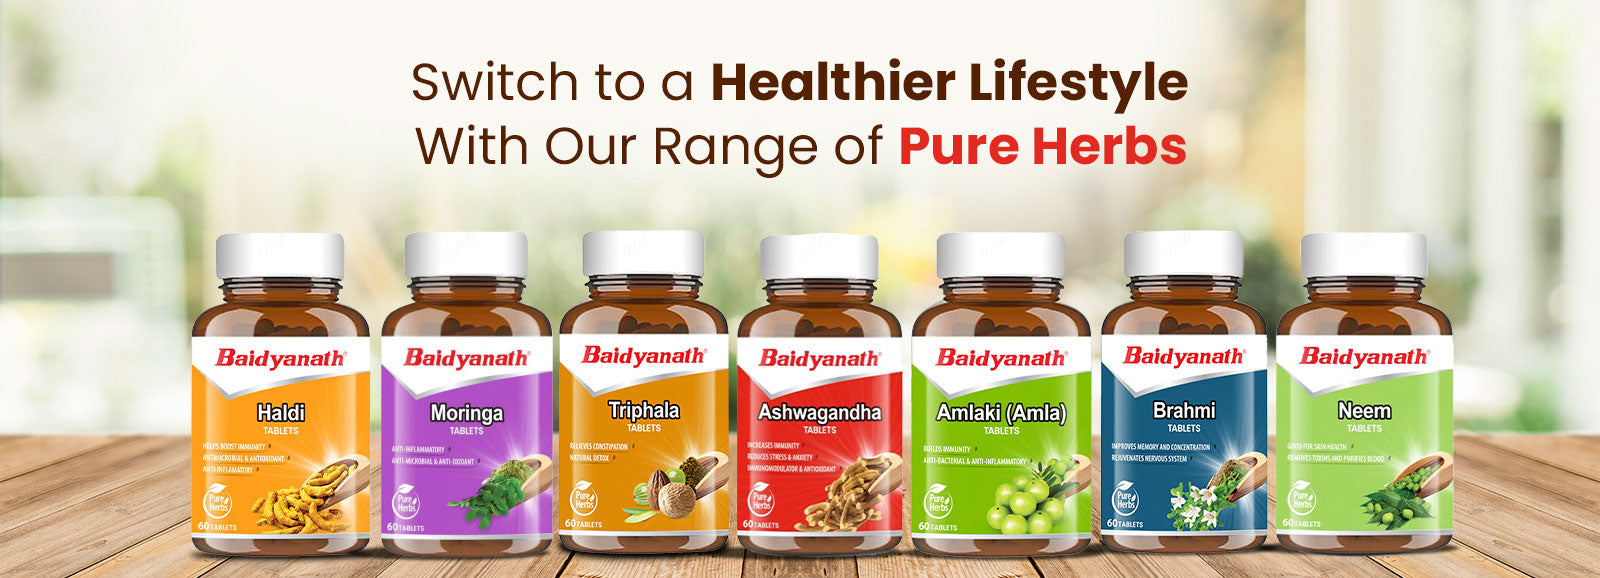 Switch to a Healthier Lifestyle
With Our Range of Pure Herbs
Baidyanath®
Haldi
TABLETS
HELPS BOOST IMMUNITY
ANTIMICROBIAL & ANTIOXIDANT
ANTI-INFLAMATORY
Pure
Herbs
60 TABLETS
Baidyanath®
Moringa
TABLETS
ANTI-INFLAMMATORY
ANTI-MICROBIAL & ANTI-OXIDANT
Pure
Herbs
60 TABLETS
Baidyanath®
Triphala
TABLETS
RELIEVES CONSTIPATION
NATURAL DETOX
Pure
Herbs
60 TABLETS
Baidyanath®
Ashwagandha
TABLETS
INCREASES IMMUNITY
REDUCES STRESS & ANXIETY
IMMUNOMODULATOR & ANTIOXIDANT
Pure
Herbs
60 TABLETS
Baidyanath®
Amlaki (Amla)
TABLETS
BUILDS IMMUNITY
ANTI-BACTERIAL & ANTI-INFLAMMATORY
Pure
Herbs
60 TABLETS
Baidyanath®
Brahmi
TABLETS
IMPROVES MEMORY AND CONCENTRATION
REJUVENATES NERVOUS SYSTEM
Pure
Herbs
60 TABLETS
Baidyanath®
Neem
TABLETS
GOOD FOR SKIN HEALTH
REMOVES TOXINS AND PURIFIES BLOOD
Pure
Herbs
60 TABLETS